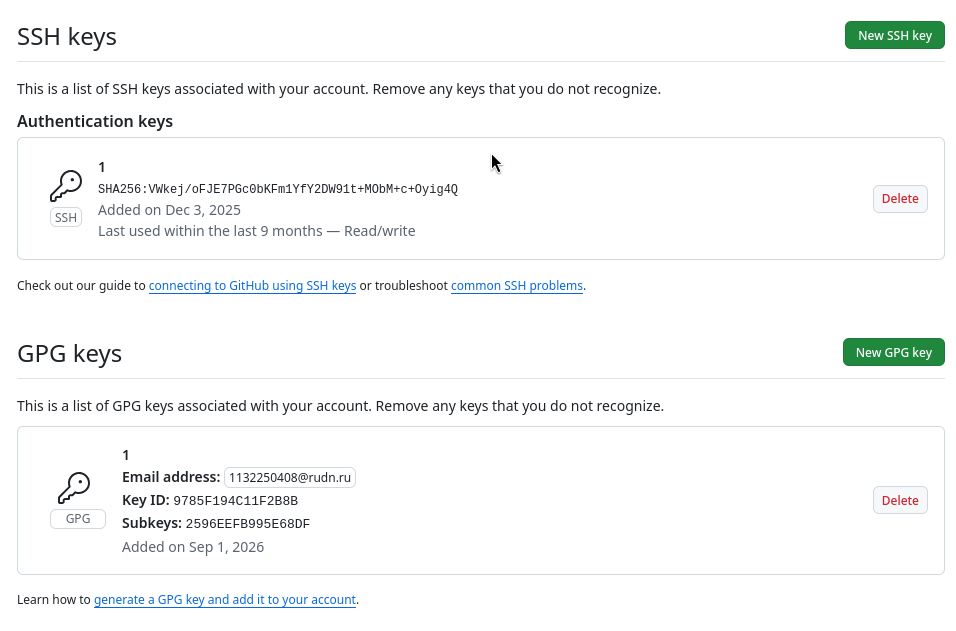 SSH keys
New SSH key
This is a list of SSH keys associated with your account. Remove any keys that you do not recognize.
Authentication keys
1
SHA256:VWkej/oFJE7PGc0bKFm1YfY2DW91t+MObM+c+Oyig4Q
SSH
Added on Dec 3, 2025
Last used within the last 9 months — Read/write
Delete
Check out our guide to connecting to GitHub using SSH keys or troubleshoot common SSH problems.
GPG keys
New GPG key
This is a list of GPG keys associated with your account. Remove any keys that you do not recognize.
1
Email address: 1132250408@rudn.ru
Key ID: 9785F194C11F2B8B
GPG
Subkeys: 2596EEFB995E68DF
Added on Sep 1, 2026
Delete
Learn how to generate a GPG key and add it to your account.